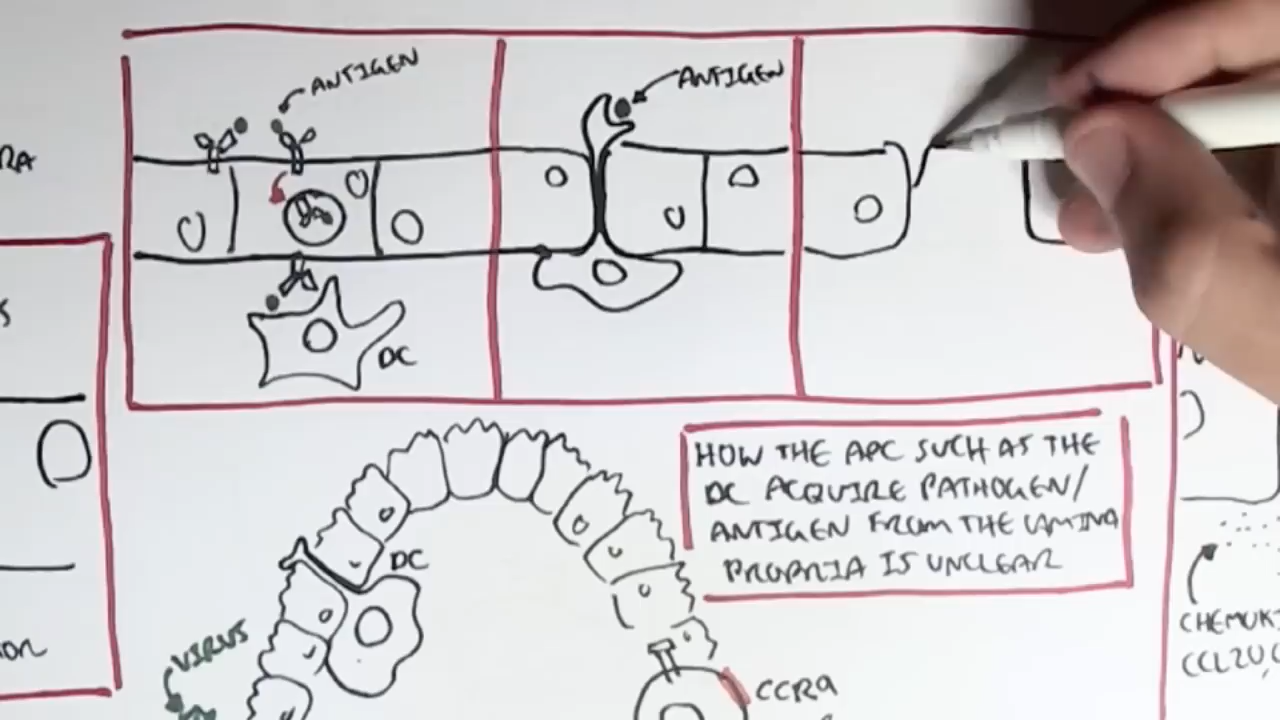 ANTIGEN
ANTIGEN
DC
HOW THE APC SUCH AS THE
DC ACQUIRE PATHOGEN/
ANTIGEN FROM THE LAMINA
PROPRIA IS UNCLEAR
DC
VIRUS
CCR9